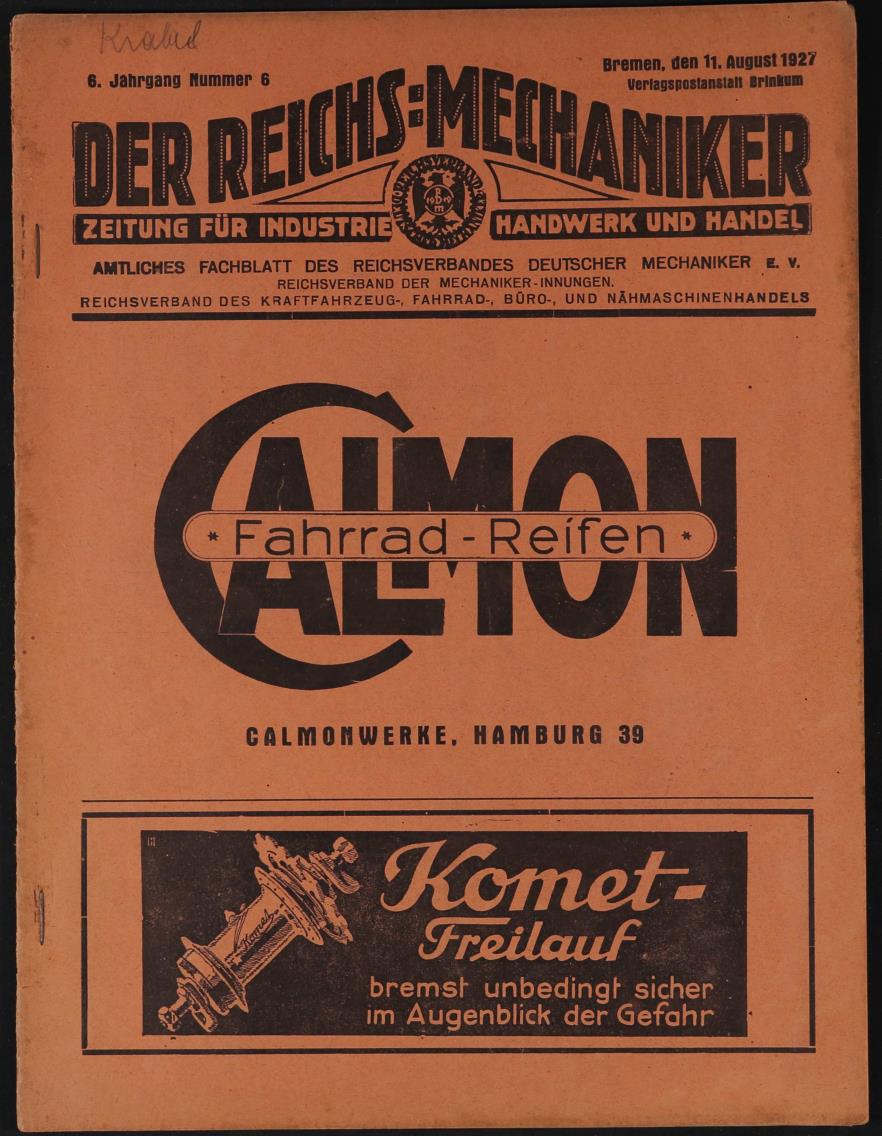 6. Jahrgang Nummer 6
Bremen, den 11. August 1927
Verlagspostanstalt Brinkum
DER REICHS=MECHANIKER
ZEITUNG FÜR INDUSTRIE HANDWERK UND HANDEL
AMTLICHES FACHBLATT DES REICHSVERBANDES DEUTSCHER MECHANIKER E. V.
REICHSVERBAND DER MECHANIKER-INNUNGEN.
REICHSVERBAND DES KRAFTFAHRZEUG-, FAHRRAD-, BÜRO-, UND NÄHMASCHINENHANDELS
CALMON
* Fahrrad-Reifen *
CALMONWERKE, HAMBURG 39
Komet
Komet-
Freilauf
bremst unbedingt sicher
im Augenblick der Gefahr